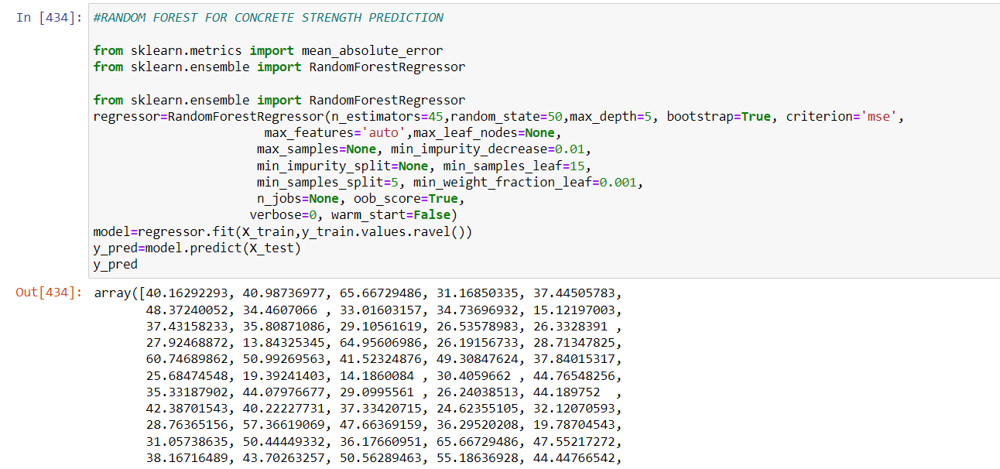 In [434]: #RANDOM FOREST FOR CONCRETE STRENGTH PREDICTION
from sklearn.metrics import mean_absolute_error
from sklearn.ensemble import RandomForestRegressor
from sklearn.ensemble import RandomForestRegressor
regressor=RandomForestRegressor(n_estimators=45,random_state=50,max_depth=5, bootstrap=True, criterion='mse',
max_features='auto',max_leaf_nodes=None,
max_samples=None, min_impurity_decrease=0.01,
min_impurity_split=None, min_samples_leaf=15,
min_samples_split=5, min_weight_fraction_leaf=0.001,
n_jobs=None, oob_score=True,
verbose=0, warm_start=False)
model=regressor.fit(X_train,y_train.values.ravel())
y_pred=model.predict(X_test)
y_pred
Out[434]: array([40.16292293, 40.98736977, 65.66729486, 31.16850335, 37.44505783,
48.37240052, 34.4607066 , 33.01603157, 34.73696932, 15.12197003,
37.43158233, 35.80871086, 29.10561619, 26.53578983, 26.3328391 ,
27.92468872, 13.84325345, 64.95606986, 26.19156733, 28.71347825,
60.74689862, 50.99269563, 41.52324876, 49.30847624, 37.84015317,
25.68474548, 19.39241403, 14.1860084 , 30.4059662 , 44.76548256,
35.33187902, 44.07976677, 29.0995561 , 26.24038513, 44.189752  ,
42.38701543, 40.22227731, 37.33420715, 24.62355105, 32.12070593,
28.76365156, 57.36619069, 47.66369159, 36.29520208, 19.78704543,
31.05738635, 50.44449332, 36.17660951, 65.66729486, 47.55217272,
38.16716489, 43.70263257, 50.56289463, 55.18636928, 44.44766542,